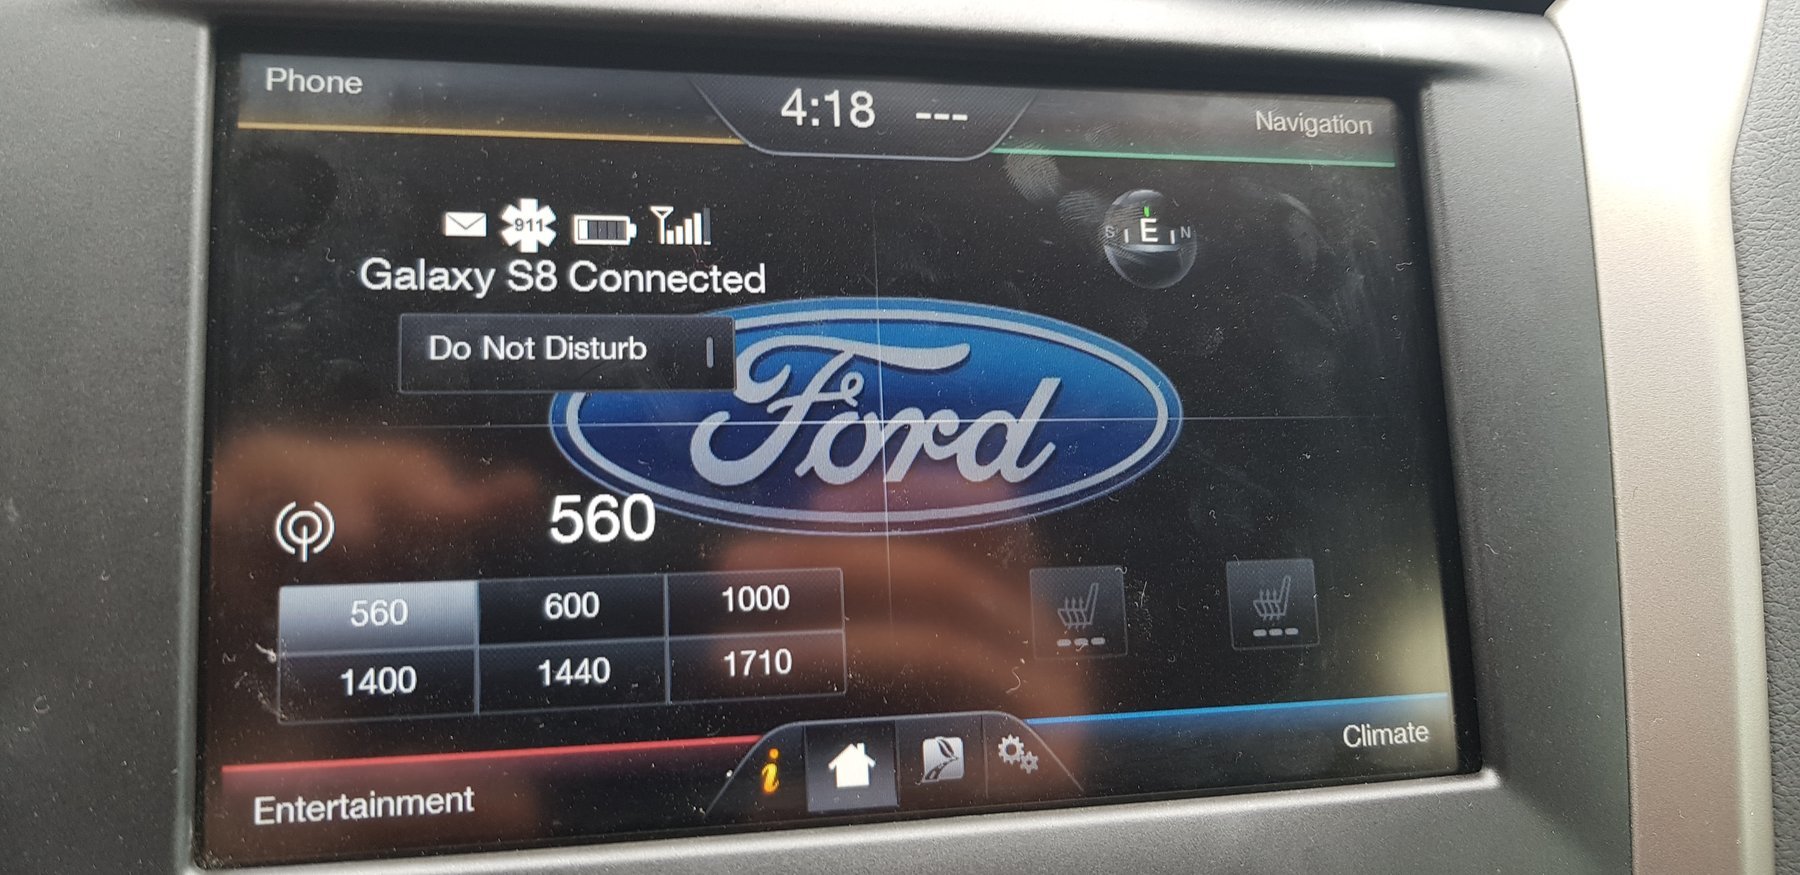 Phone
4:18 ---
Navigation
911
S E N
Galaxy S8 Connected
Do Not Disturb
Ford
560
560 600 1000
1400 1440 1710
i
Entertainment
Climate